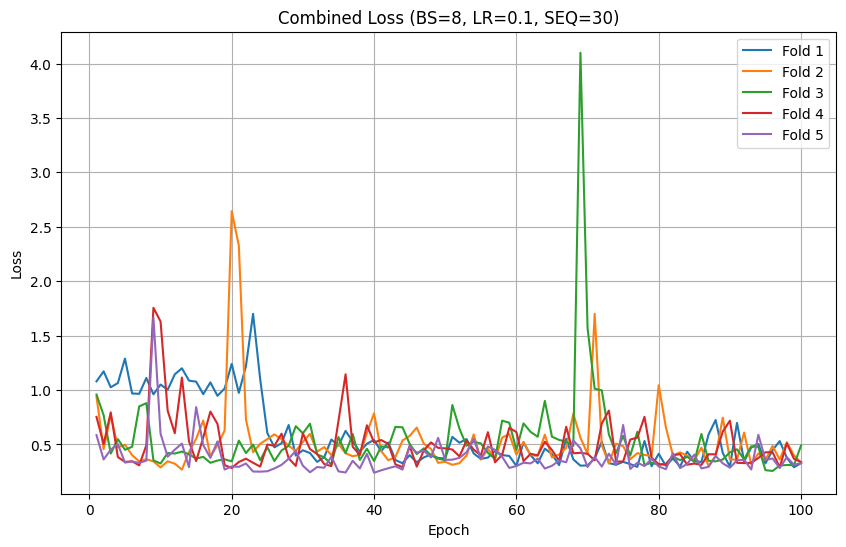 Combined Loss (BS=8, LR=0.1, SEQ=30)
Fold 1
Fold 2
Fold 3
Fold 4
Fold 5
4.0
3.5
3.0
2.5
2.0
1.5
1.0
0.5
Loss
0 20 40 60 80 100
Epoch